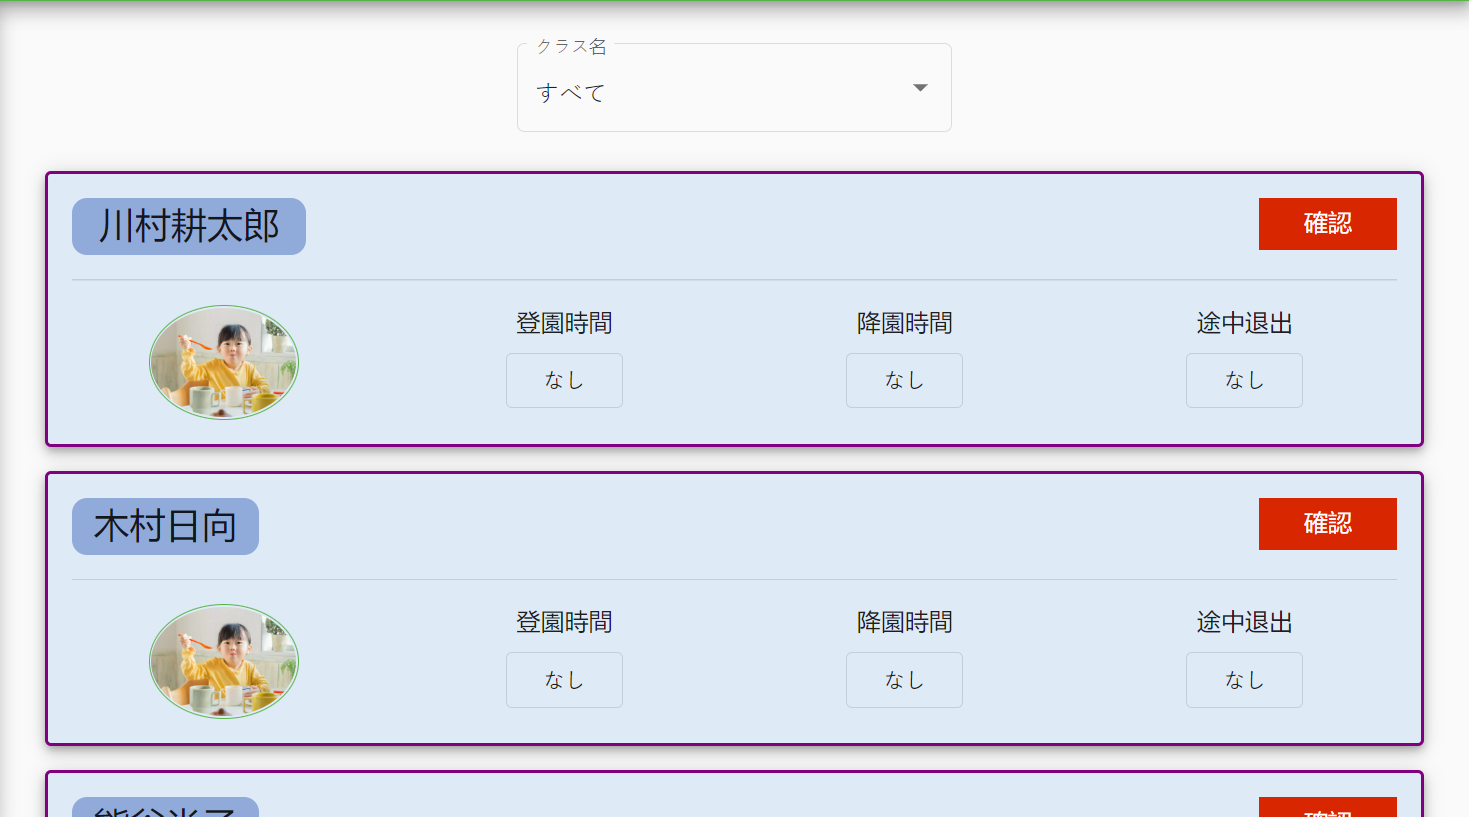 クラス名
すべて
川村耕太郎
確認
登園時間
降園時間
途中退出
なし
なし
なし
木村日向
確認
登園時間
降園時間
途中退出
なし
なし
なし
確認